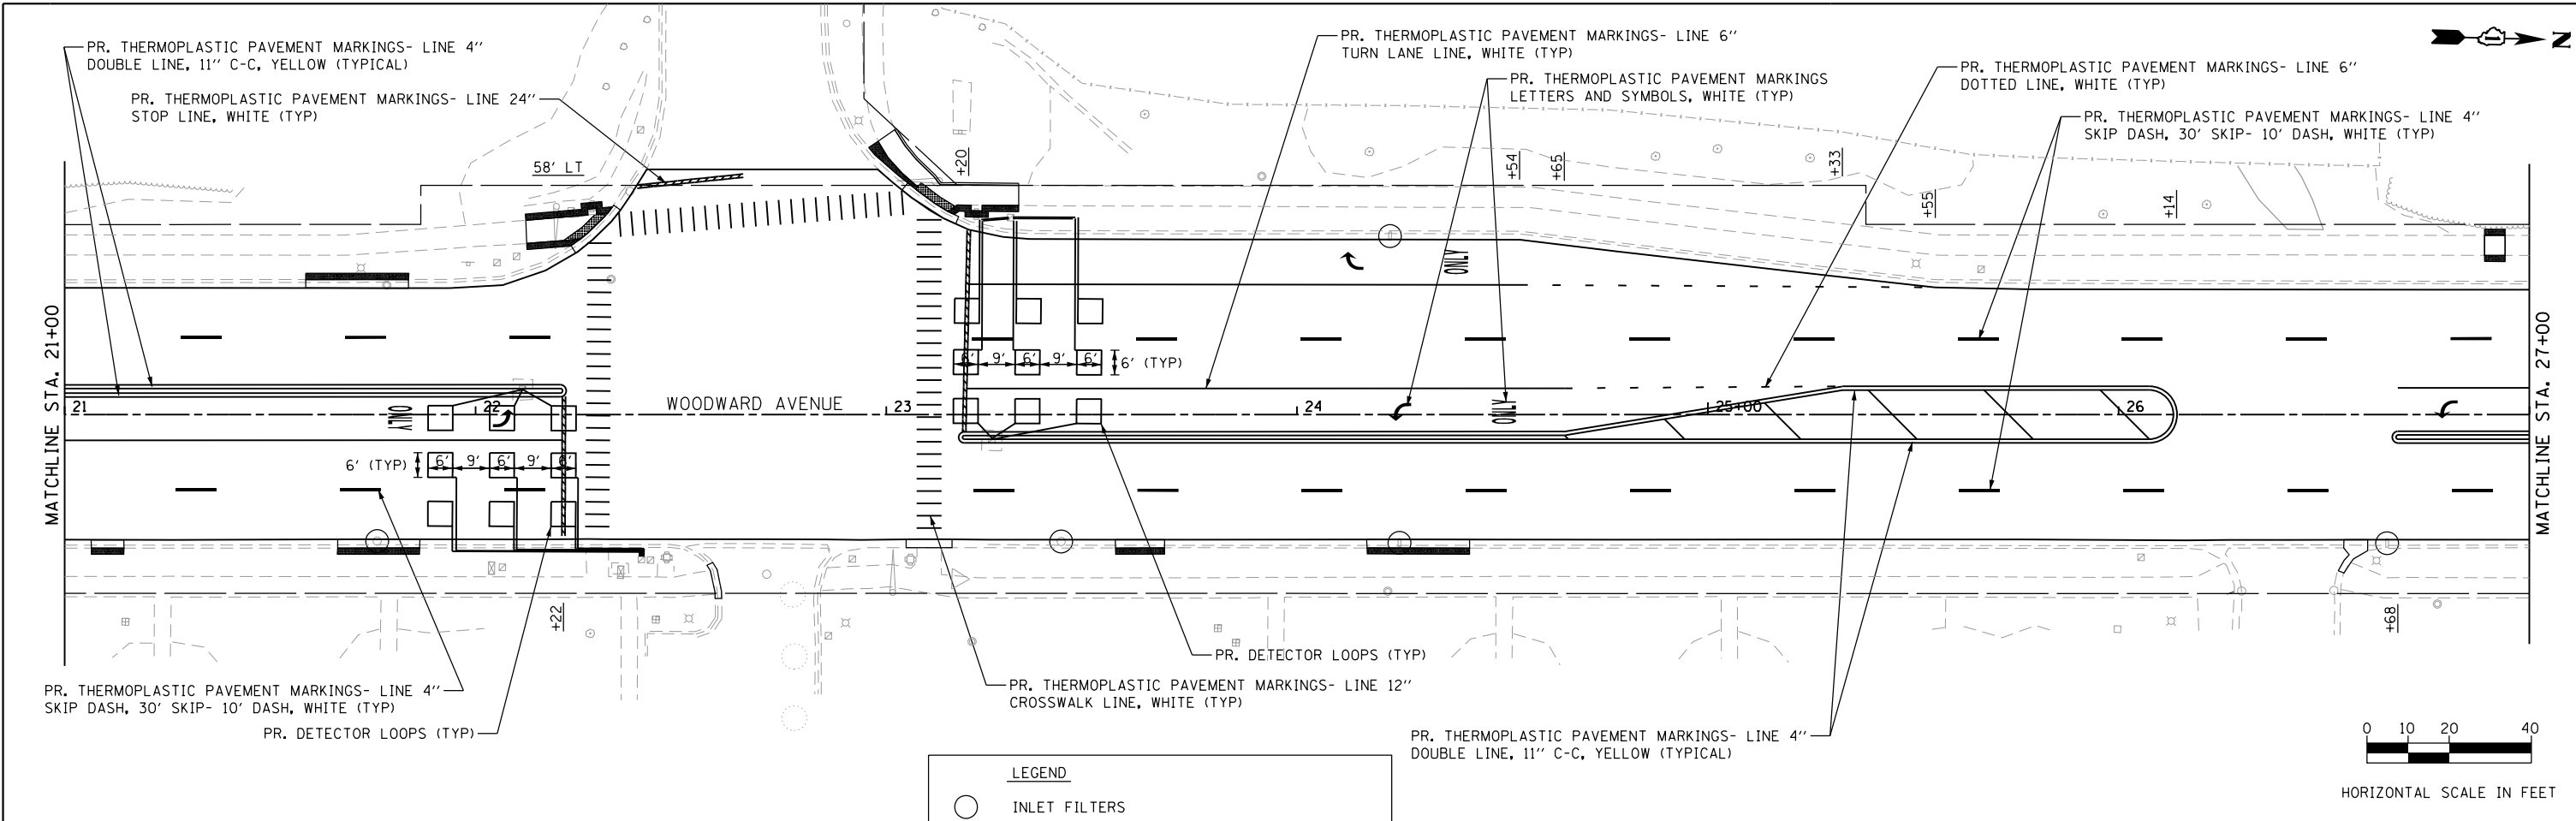 PR. THERMOPLASTIC PAVEMENT MARKINGS- LINE 4''
DOUBLE LINE, 11'' C-C, YELLOW (TYPICAL)
PR. THERMOPLASTIC PAVEMENT MARKINGS- LINE 24''
STOP LINE, WHITE (TYP)
PR. THERMOPLASTIC PAVEMENT MARKINGS- LINE 6''
TURN LANE LINE, WHITE (TYP)
PR. THERMOPLASTIC PAVEMENT MARKINGS
LETTERS AND SYMBOLS, WHITE (TYP)
PR. THERMOPLASTIC PAVEMENT MARKINGS- LINE 6''
DOTTED LINE, WHITE (TYP)
PR. THERMOPLASTIC PAVEMENT MARKINGS- LINE 4''
SKIP DASH, 30' SKIP- 10' DASH, WHITE (TYP)
N
58' LT
+20
+54
+65
+33
+55
+14
MATCHLINE STA. 21+00
ONLY
6' 9' 6' 9' 6'
6' (TYP)
21
ONLY
22
WOODWARD AVENUE
23
24
ONLY
25+00
26
MATCHLINE STA. 27+00
6' (TYP)
6' 9' 6' 9' 6'
+22
+68
PR. DETECTOR LOOPS (TYP)
PR. THERMOPLASTIC PAVEMENT MARKINGS- LINE 4''
SKIP DASH, 30' SKIP- 10' DASH, WHITE (TYP)
PR. DETECTOR LOOPS (TYP)
PR. THERMOPLASTIC PAVEMENT MARKINGS- LINE 12''
CROSSWALK LINE, WHITE (TYP)
PR. THERMOPLASTIC PAVEMENT MARKINGS- LINE 4''
DOUBLE LINE, 11'' C-C, YELLOW (TYPICAL)
0 10 20 40
HORIZONTAL SCALE IN FEET
LEGEND
INLET FILTERS